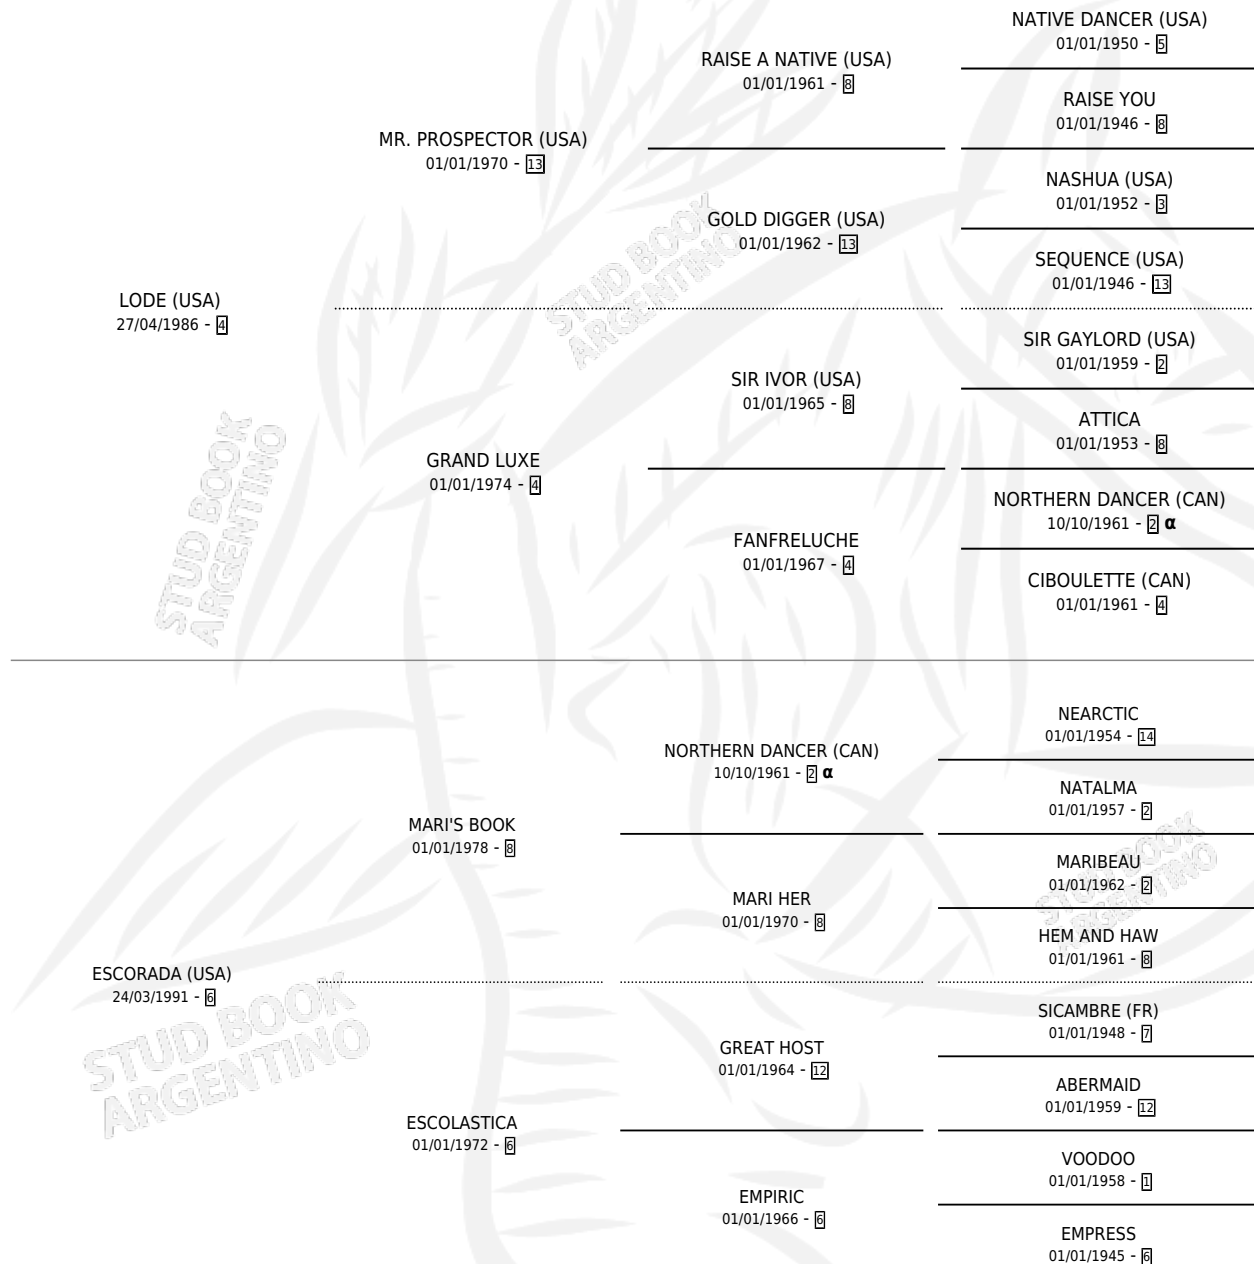 NATIVE DANCER (USA)
01/01/1950 - 5
RAISE A NATIVE (USA)
01/01/1961 - 8
RAISE YOU
01/01/1946 - 8
MR. PROSPECTOR (USA)
01/01/1970 - 13
NASHUA (USA)
01/01/1952 - 3
GOLD DIGGER (USA)
01/01/1962 - 13
SEQUENCE (USA)
01/01/1946 - 13
LODE (USA)
27/04/1986 - 4
SIR GAYLORD (USA)
01/01/1959 - 2
SIR IVOR (USA)
01/01/1965 - 8
ATTICA
01/01/1953 - 8
GRAND LUXE
01/01/1974 - 4
NORTHERN DANCER (CAN)
10/10/1961 - 2 α
FANFRELUCHE
01/01/1967 - 4
CIBOULETTE (CAN)
01/01/1961 - 4
NEARCTIC
01/01/1954 - 14
NORTHERN DANCER (CAN)
10/10/1961 - 2 α
NATALMA
01/01/1957 - 2
MARI'S BOOK
01/01/1978 - 8
MARIBEAU
01/01/1962 - 2
MARI HER
01/01/1970 - 8
HEM AND HAW
01/01/1961 - 8
ESCORADA (USA)
24/03/1991 - 6
SICAMBRE (FR)
01/01/1948 - 7
GREAT HOST
01/01/1964 - 12
ABERMAID
01/01/1959 - 12
ESCOLASTICA
01/01/1972 - 6
VOODOO
01/01/1958 - 1
EMPIRIC
01/01/1966 - 6
EMPRESS
01/01/1945 - 6
STUD BOOK
ARGENTINO
STUD BOOK
ARGENTINO
STUD BOOK
ARGENTINO
STUD BOOK
ARGENTINO